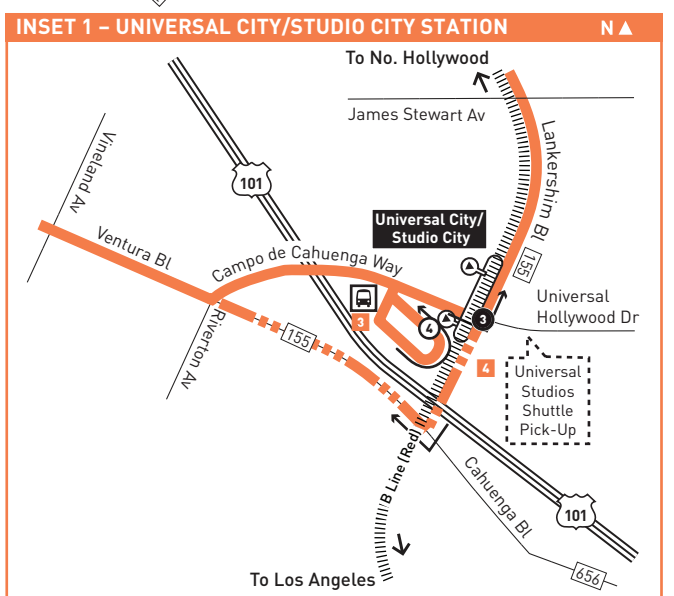 INSET 1 – UNIVERSAL CITY/STUDIO CITY STATION
N
To No. Hollywood
James Stewart Av
Vineland Av
101
Lankershim Bl
Universal City/
Studio City
155
Ventura Bl
Campo de Cahuenga Way
Universal
Hollywood Dr
3
4
3
155
Riverton Av
4
Universal
Studios
Shuttle
Pick-Up
B Line (Red)
Cahuenga Bl
101
656
To Los Angeles